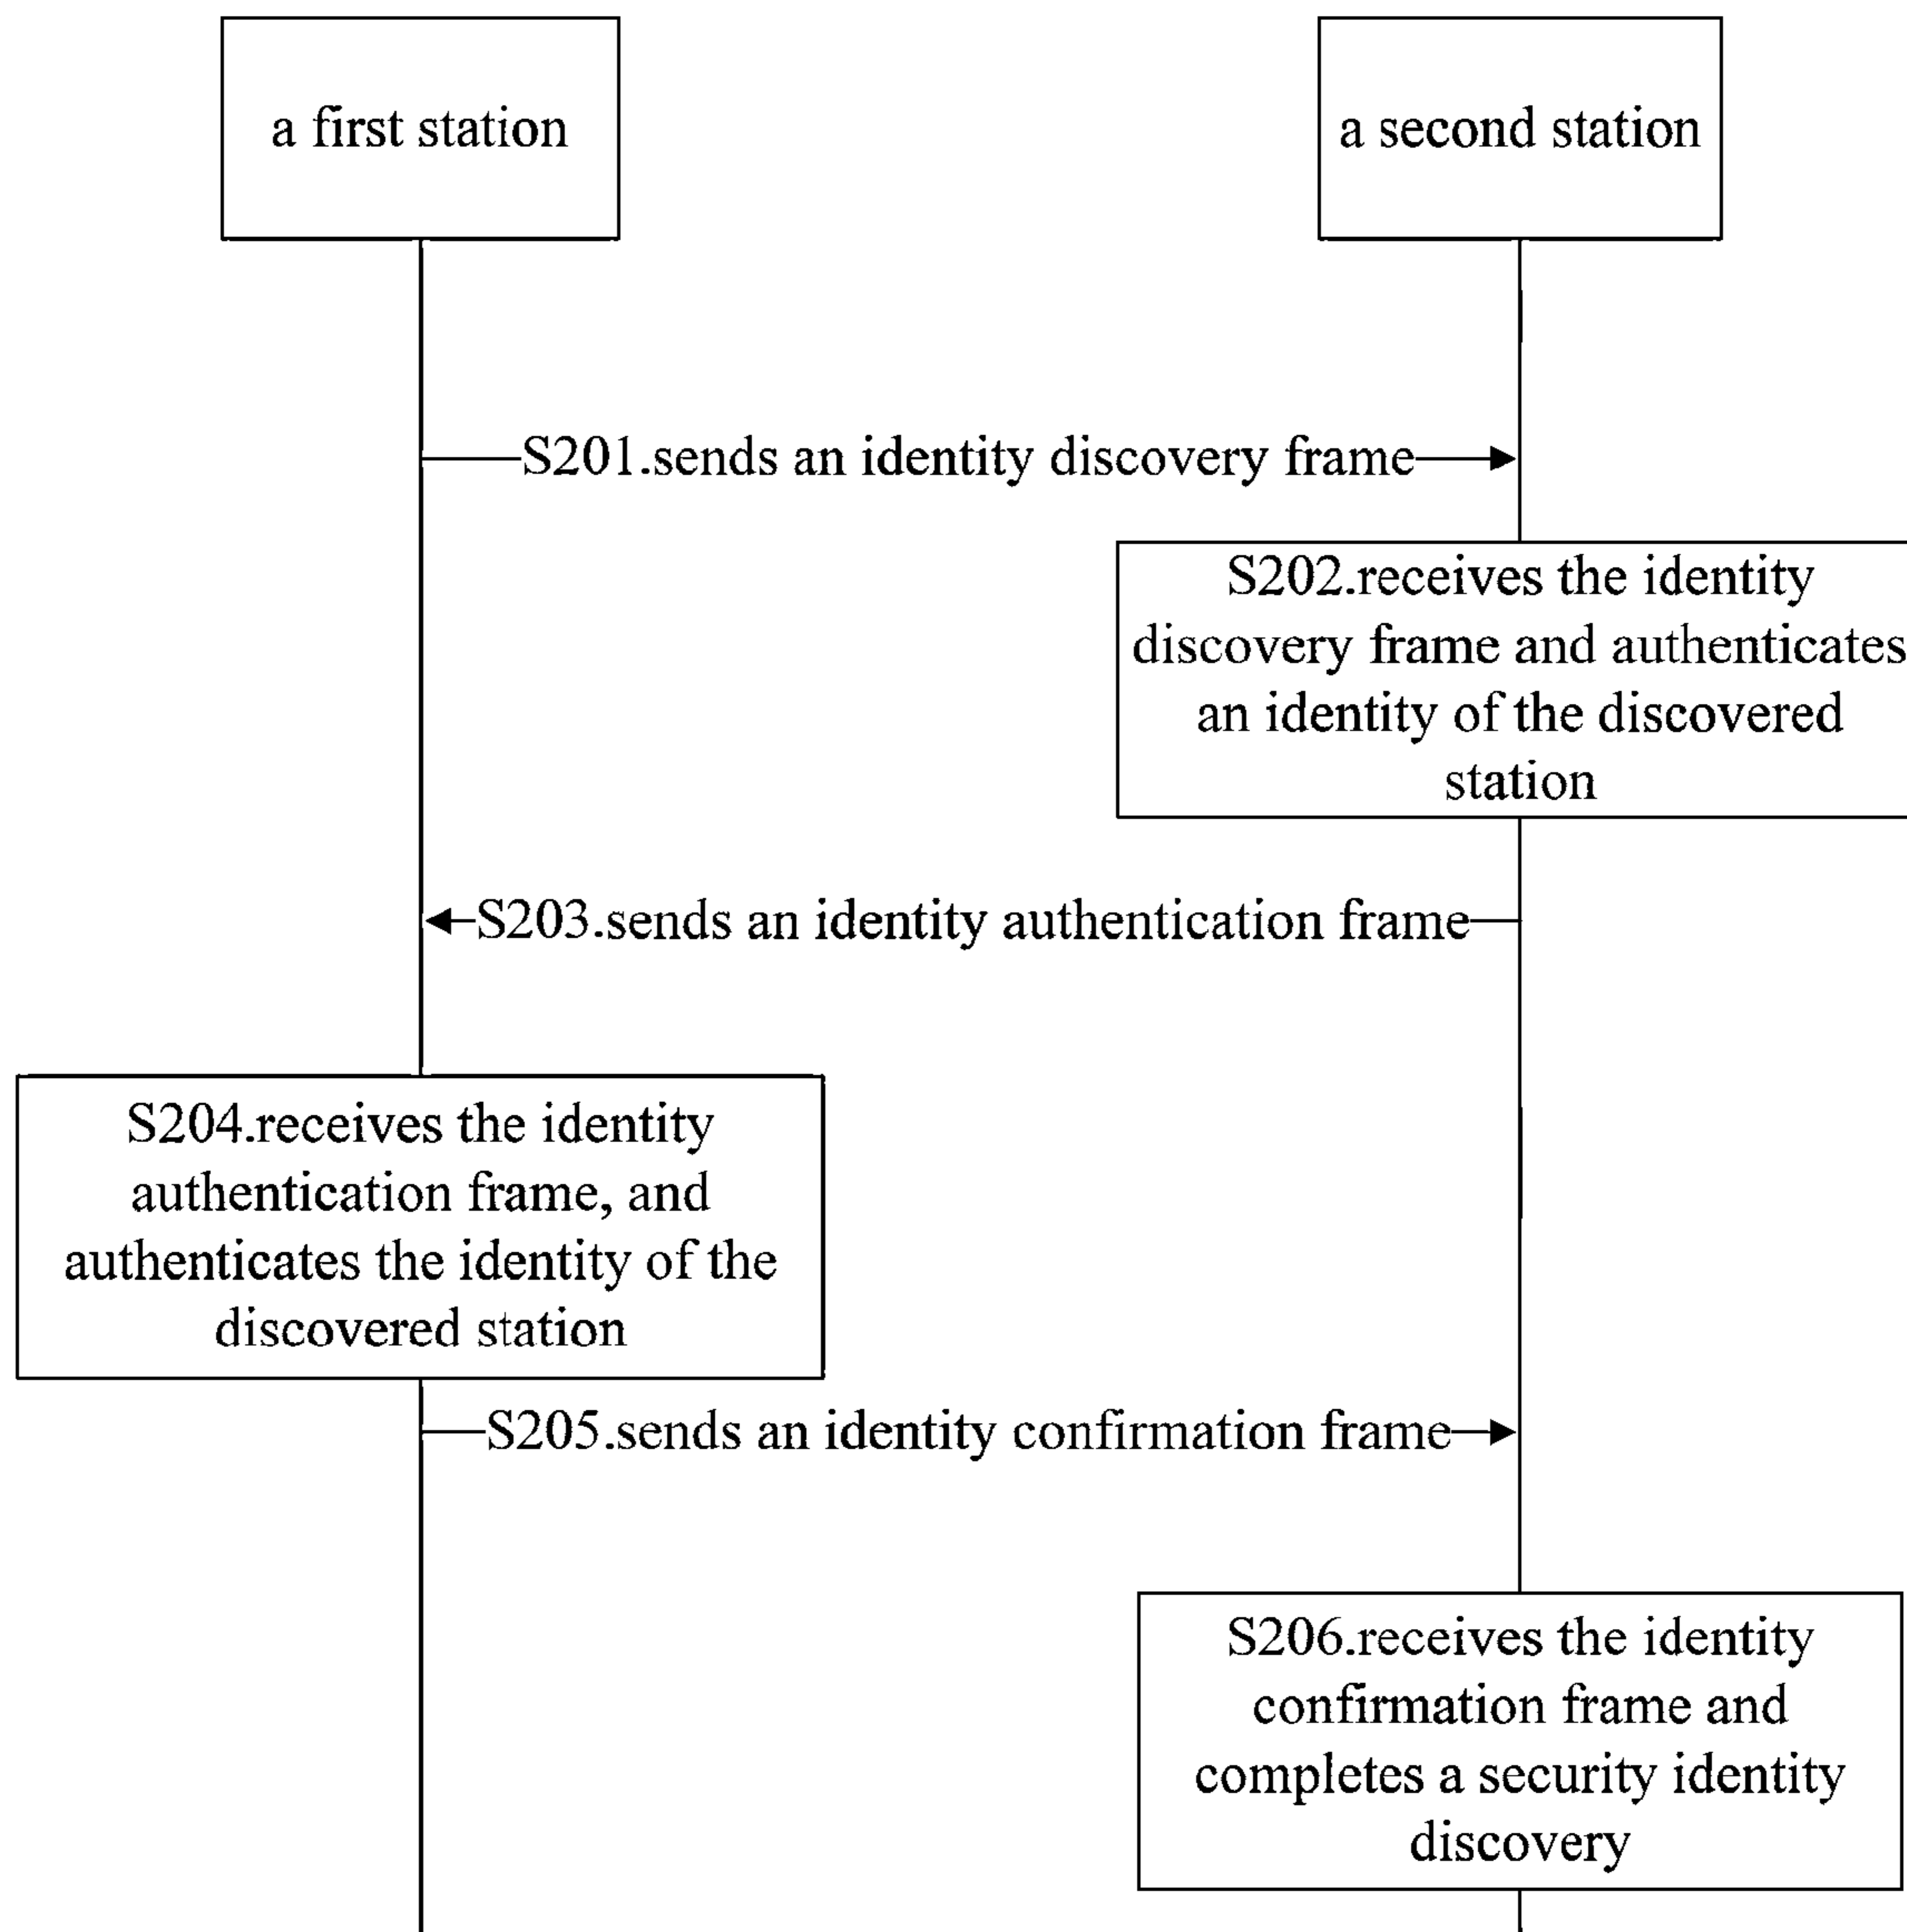 a first station
a second station
S201.sends an identity discovery frame
S202.receives the identity
discovery frame and authenticates
an identity of the discovered
station
S203.sends an identity authentication frame
S204.receives the identity
authentication frame, and
authenticates the identity of the
discovered station
S205.sends an identity confirmation frame
S206.receives the identity
confirmation frame and
completes a security identity
discovery